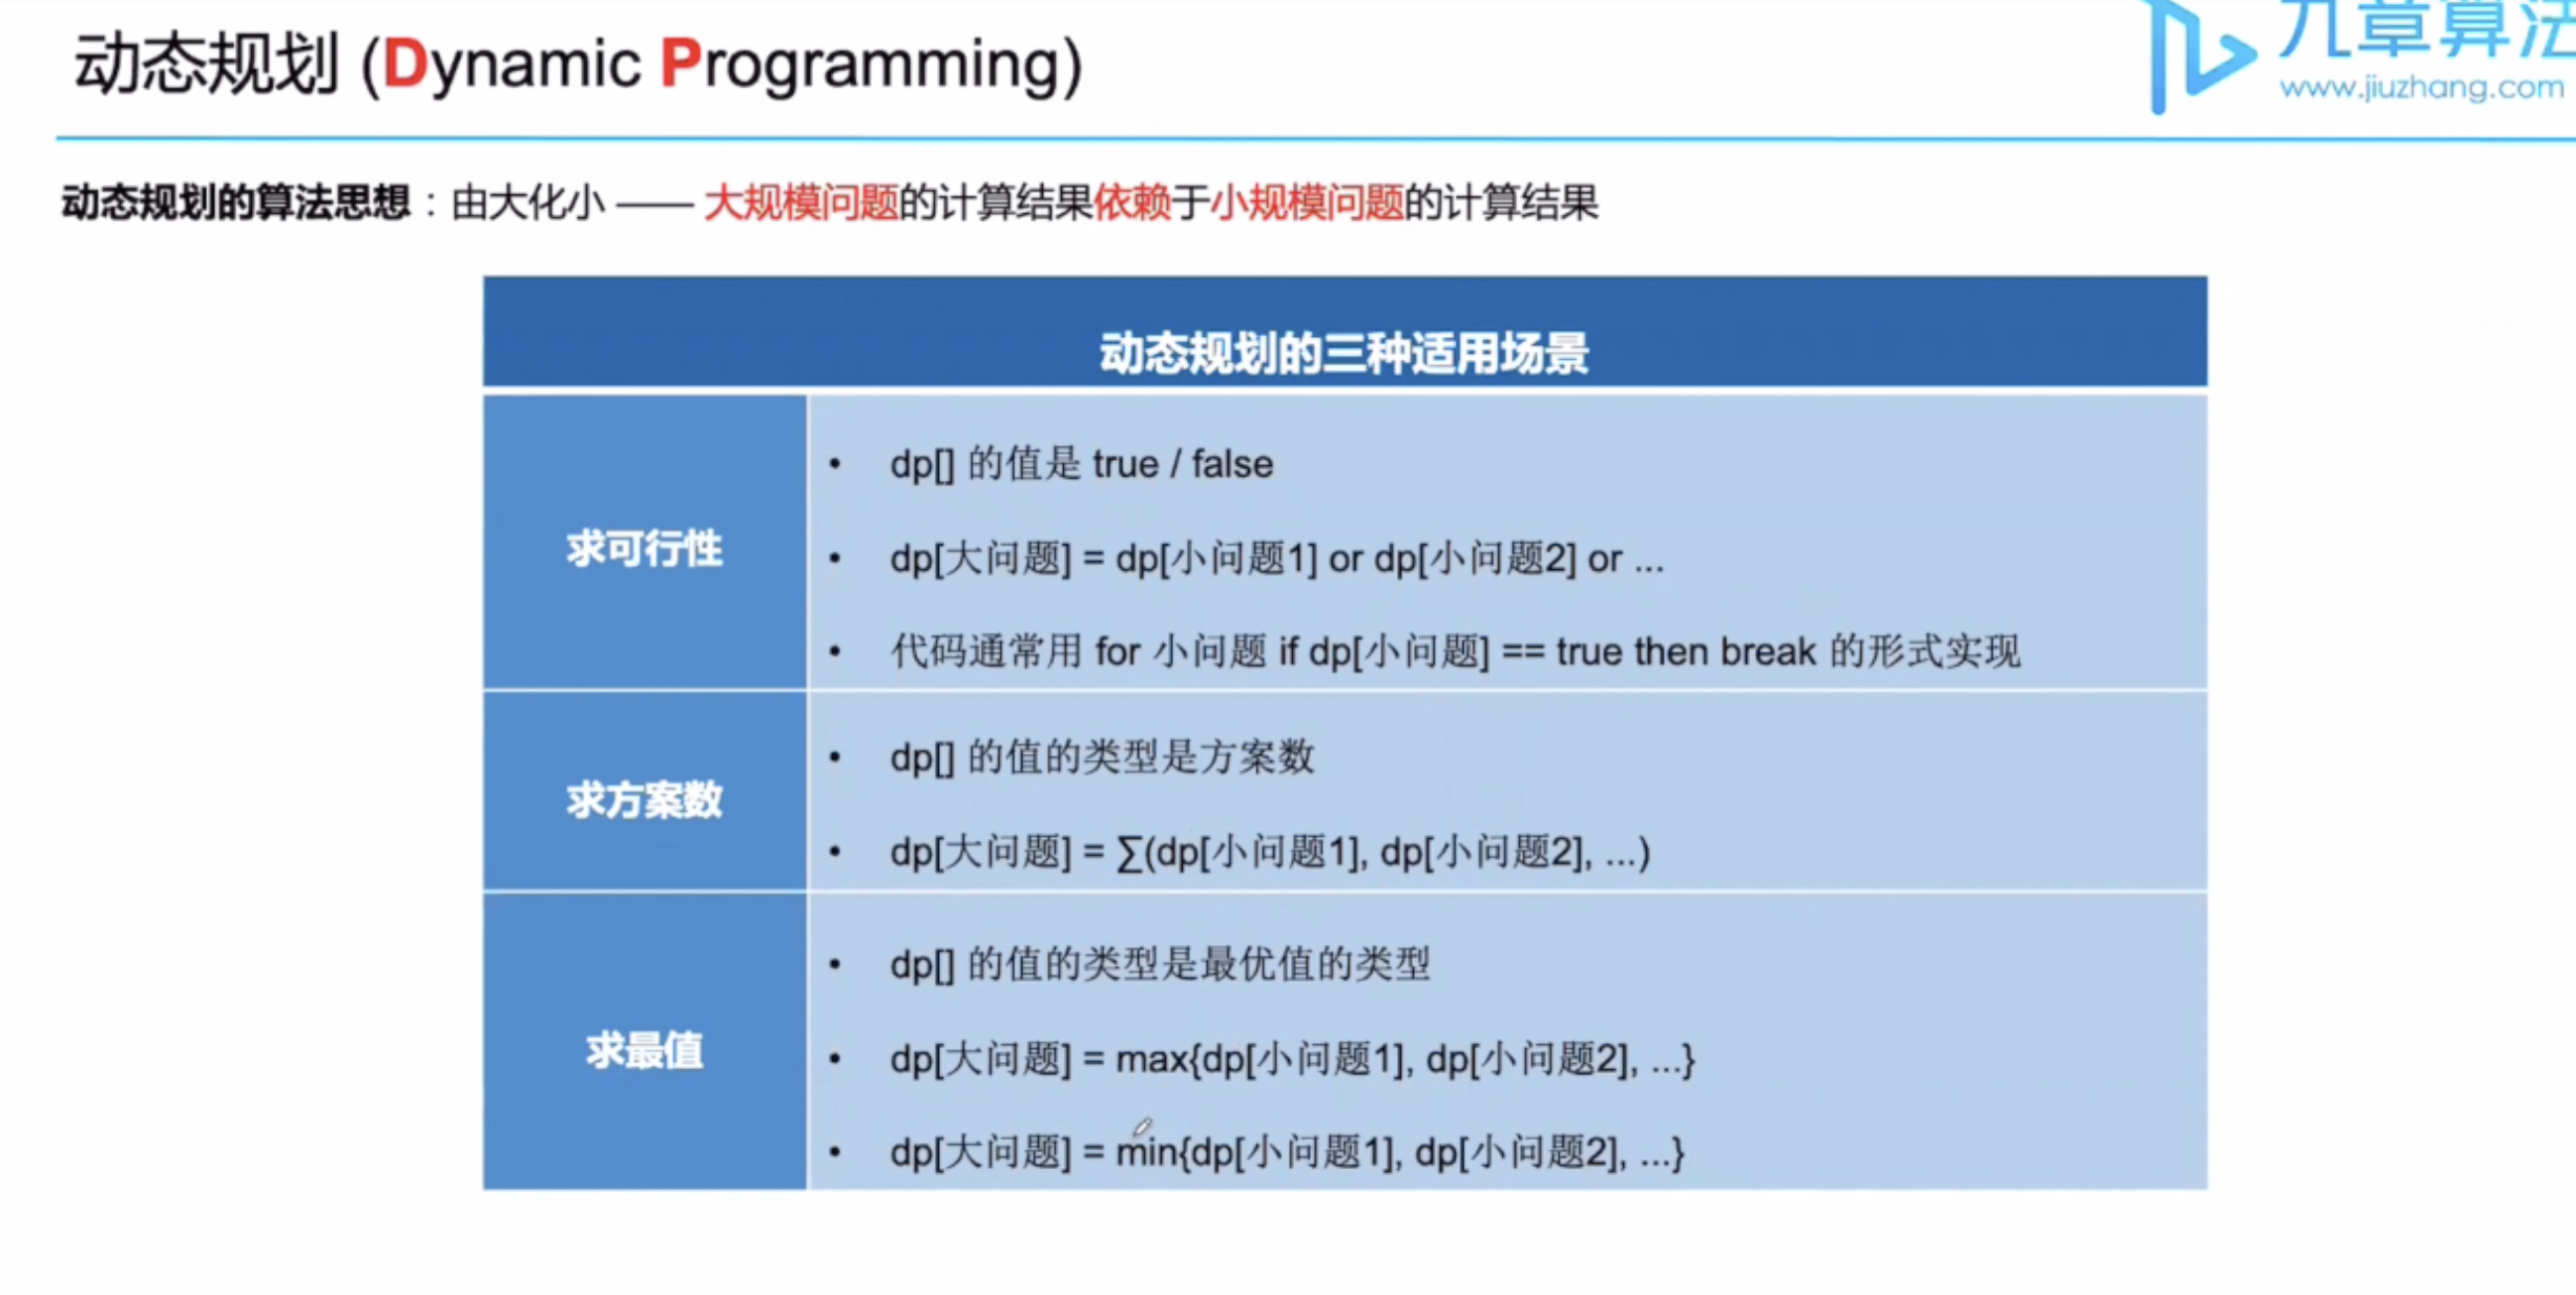 动态规划 (Dynamic Programming)
九章算法
www.jiuzhang.com
动态规划的算法思想：由大化小 —— 大规模问题的计算结果依赖于小规模问题的计算结果
动态规划的三种适用场景
求可行性
• dp[] 的值是 true / false
• dp[大问题] = dp[小问题1] or dp[小问题2] or ...
• 代码通常用 for 小问题 if dp[小问题] == true then break 的形式实现
求方案数
• dp[] 的值的类型是方案数
• dp[大问题] = ∑(dp[小问题1], dp[小问题2], ...)
求最值
• dp[] 的值的类型是最优值的类型
• dp[大问题] = max{dp[小问题1], dp[小问题2], ...}
• dp[大问题] = min{dp[小问题1], dp[小问题2], ...}